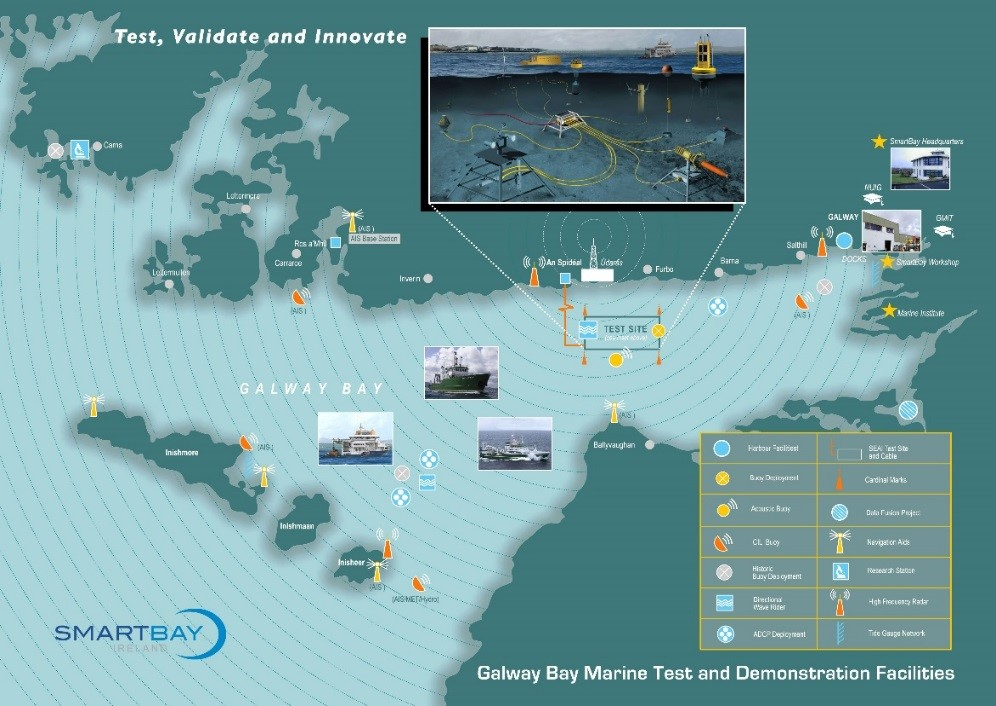 Test, Validate and Innovate
SmartBay Headquarters
Carna
NUIG
GALWAY
GMIT
Lettermore
(AIS )
AIS Base Station
Ros a'Mhíl
Carraroe
Salthill
DOCKS
SmartBay Workshop
An Spidéal
Furbo
Barna
Inverin
(AIS )
(AIS )
Marine Institute
TEST SITE
GALWAY BAY
(AIS )
Ballyvaughan
Inishmore
(AIS )
Inishmaan
Inisheer
(AIS )
(AIS/MET/Hydro)
Harbour Facilities
SEAI Test Site
and Cable
Buoy Deployment
Cardinal Marks
Acoustic Buoy
Data Fusion Project
CIL Buoy
Navigation Aids
Historic
Buoy Deployment
Research Station
Directional
Wave Rider
High Frequency Radar
ADCP Deployment
Tide Gauge Network
SMARTBAY
IRELAND
Galway Bay Marine Test and Demonstration Facilities